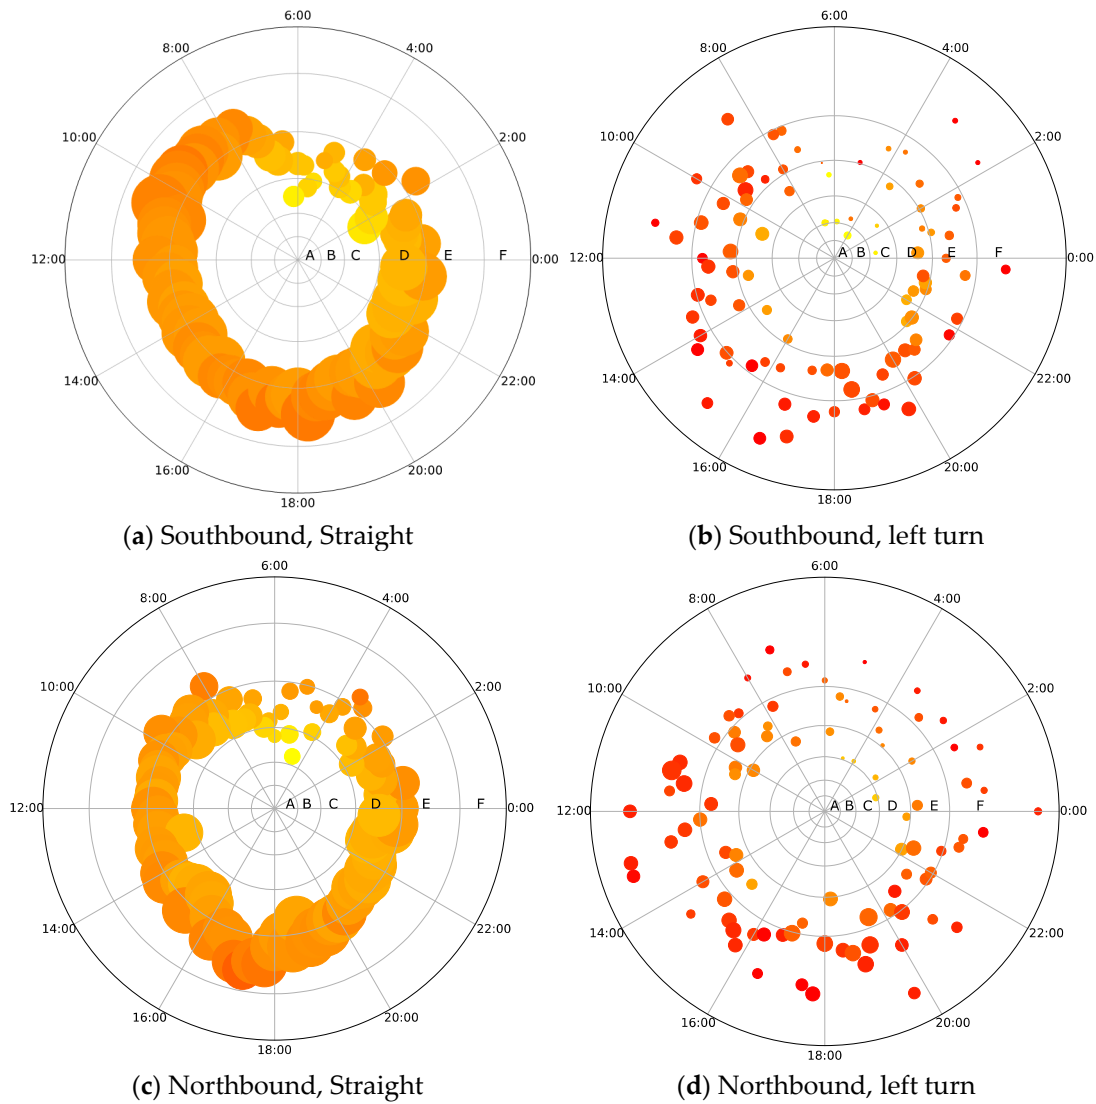 6:00 6:00
8:00 4:00 8:00 4:00
10:00 2:00 10:00 2:00
12:00 A B C D E F 0:00 12:00 A B C D E F 0:00
14:00 22:00 14:00 22:00
16:00 20:00 16:00 20:00
18:00 18:00
(a) Southbound, Straight (b) Southbound, left turn
6:00 6:00
8:00 4:00 8:00 4:00
10:00 2:00 10:00 2:00
12:00 A B C D E F 0:00 12:00 A B C D E F 0:00
14:00 22:00 14:00 22:00
16:00 20:00 16:00 20:00
18:00 18:00
(c) Northbound, Straight (d) Northbound, left turn